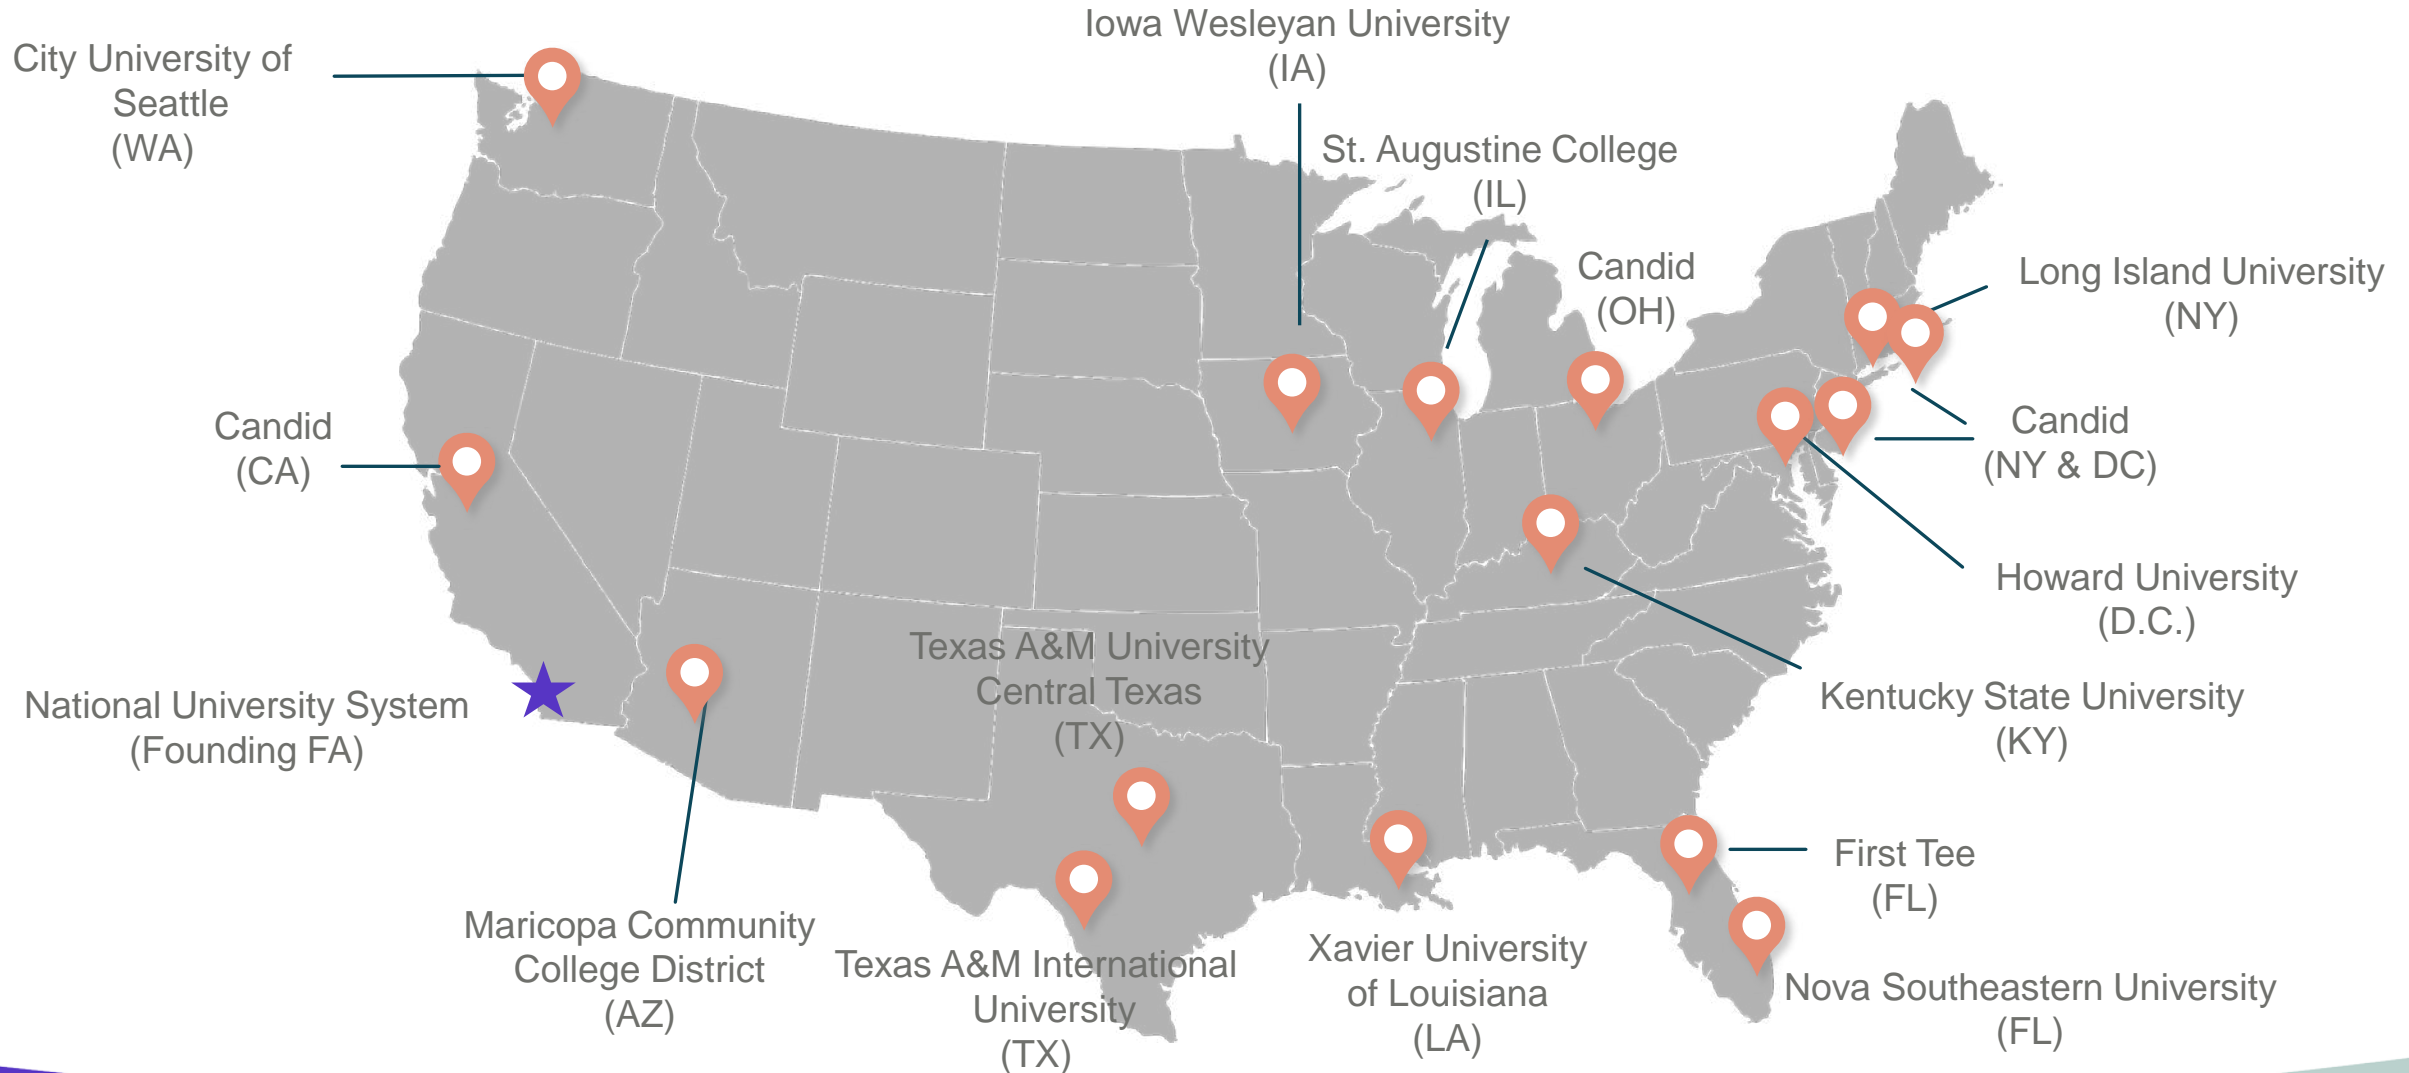 Iowa Wesleyan University
(IA)
City University of
Seattle
(WA)
St. Augustine College
(IL)
Candid
(OH)
Long Island University
(NY)
Candid
(CA)
Candid
(NY & DC)
Howard University
(D.C.)
Texas A&M University
Central Texas
(TX)
National University System
(Founding FA)
Kentucky State University
(KY)
First Tee
(FL)
Maricopa Community
College District
(AZ)
Texas A&M International
University
(TX)
Xavier University
of Louisiana
(LA)
Nova Southeastern University
(FL)